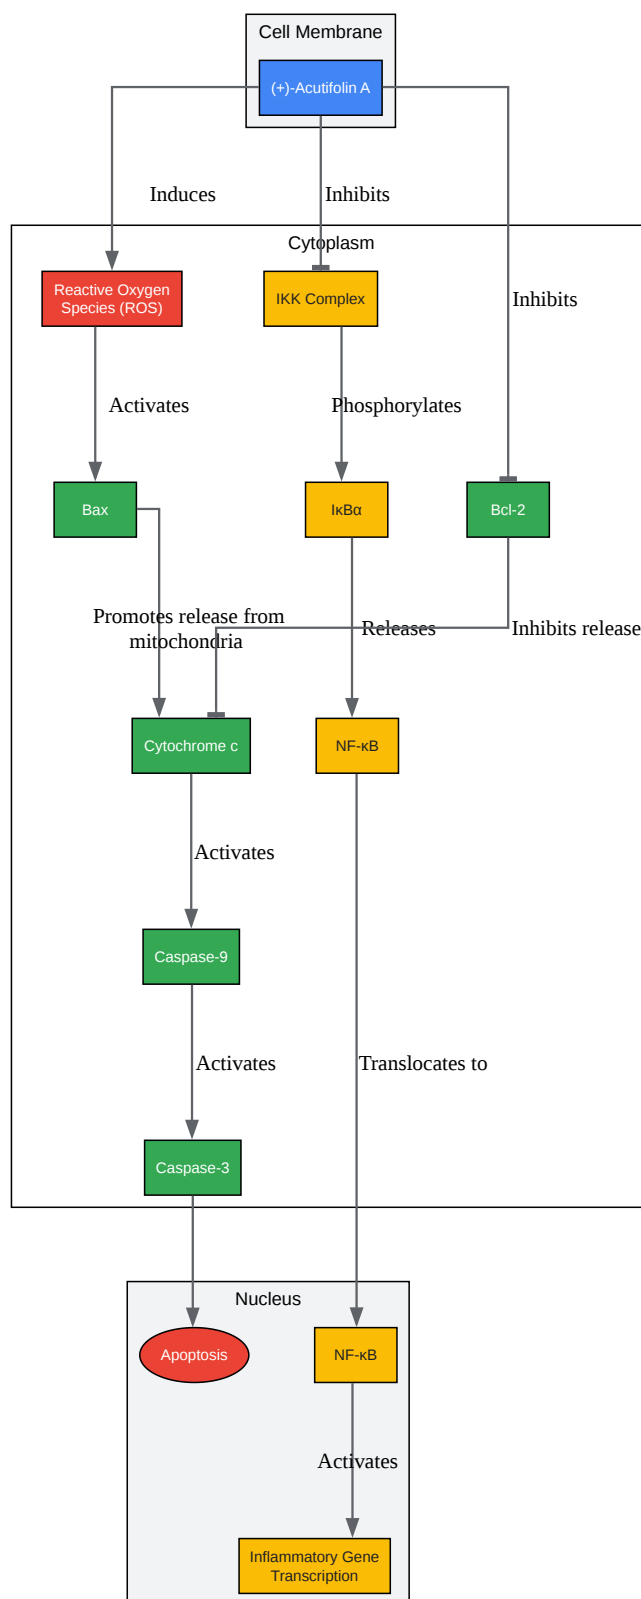 Cell Membrane
(+)-Acutifolin A
Induces
Inhibits
Cytoplasm
Reactive Oxygen
Species (ROS)
IKK Complex
Inhibits
Activates
Phosphorylates
Bax
IκBα
Bcl-2
Promotes release from
mitochondria
Releases
Inhibits release
Cytochrome c
NF-κB
Activates
Caspase-9
Activates
Translocates to
Caspase-3
Nucleus
Apoptosis
NF-κB
Activates
Inflammatory Gene
Transcription